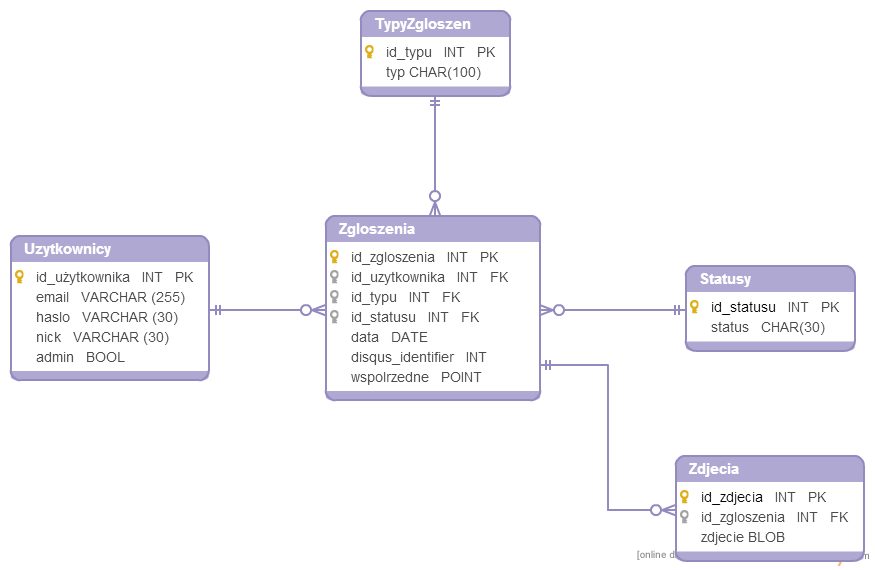 TypyZgloszen
id_typu INT PK
typ CHAR(100)
Uzytkownicy
id_użytkownika INT PK
email VARCHAR (255)
haslo VARCHAR (30)
nick VARCHAR (30)
admin BOOL
Zgloszenia
id_zgloszenia INT PK
id_uzytkownika INT FK
id_typu INT FK
id_statusu INT FK
data DATE
disqus_identifier INT
wspolrzedne POINT
Statusy
id_statusu INT PK
status CHAR(30)
Zdjecia
id_zdjecia INT PK
id_zgloszenia INT FK
zdjecie BLOB
[online